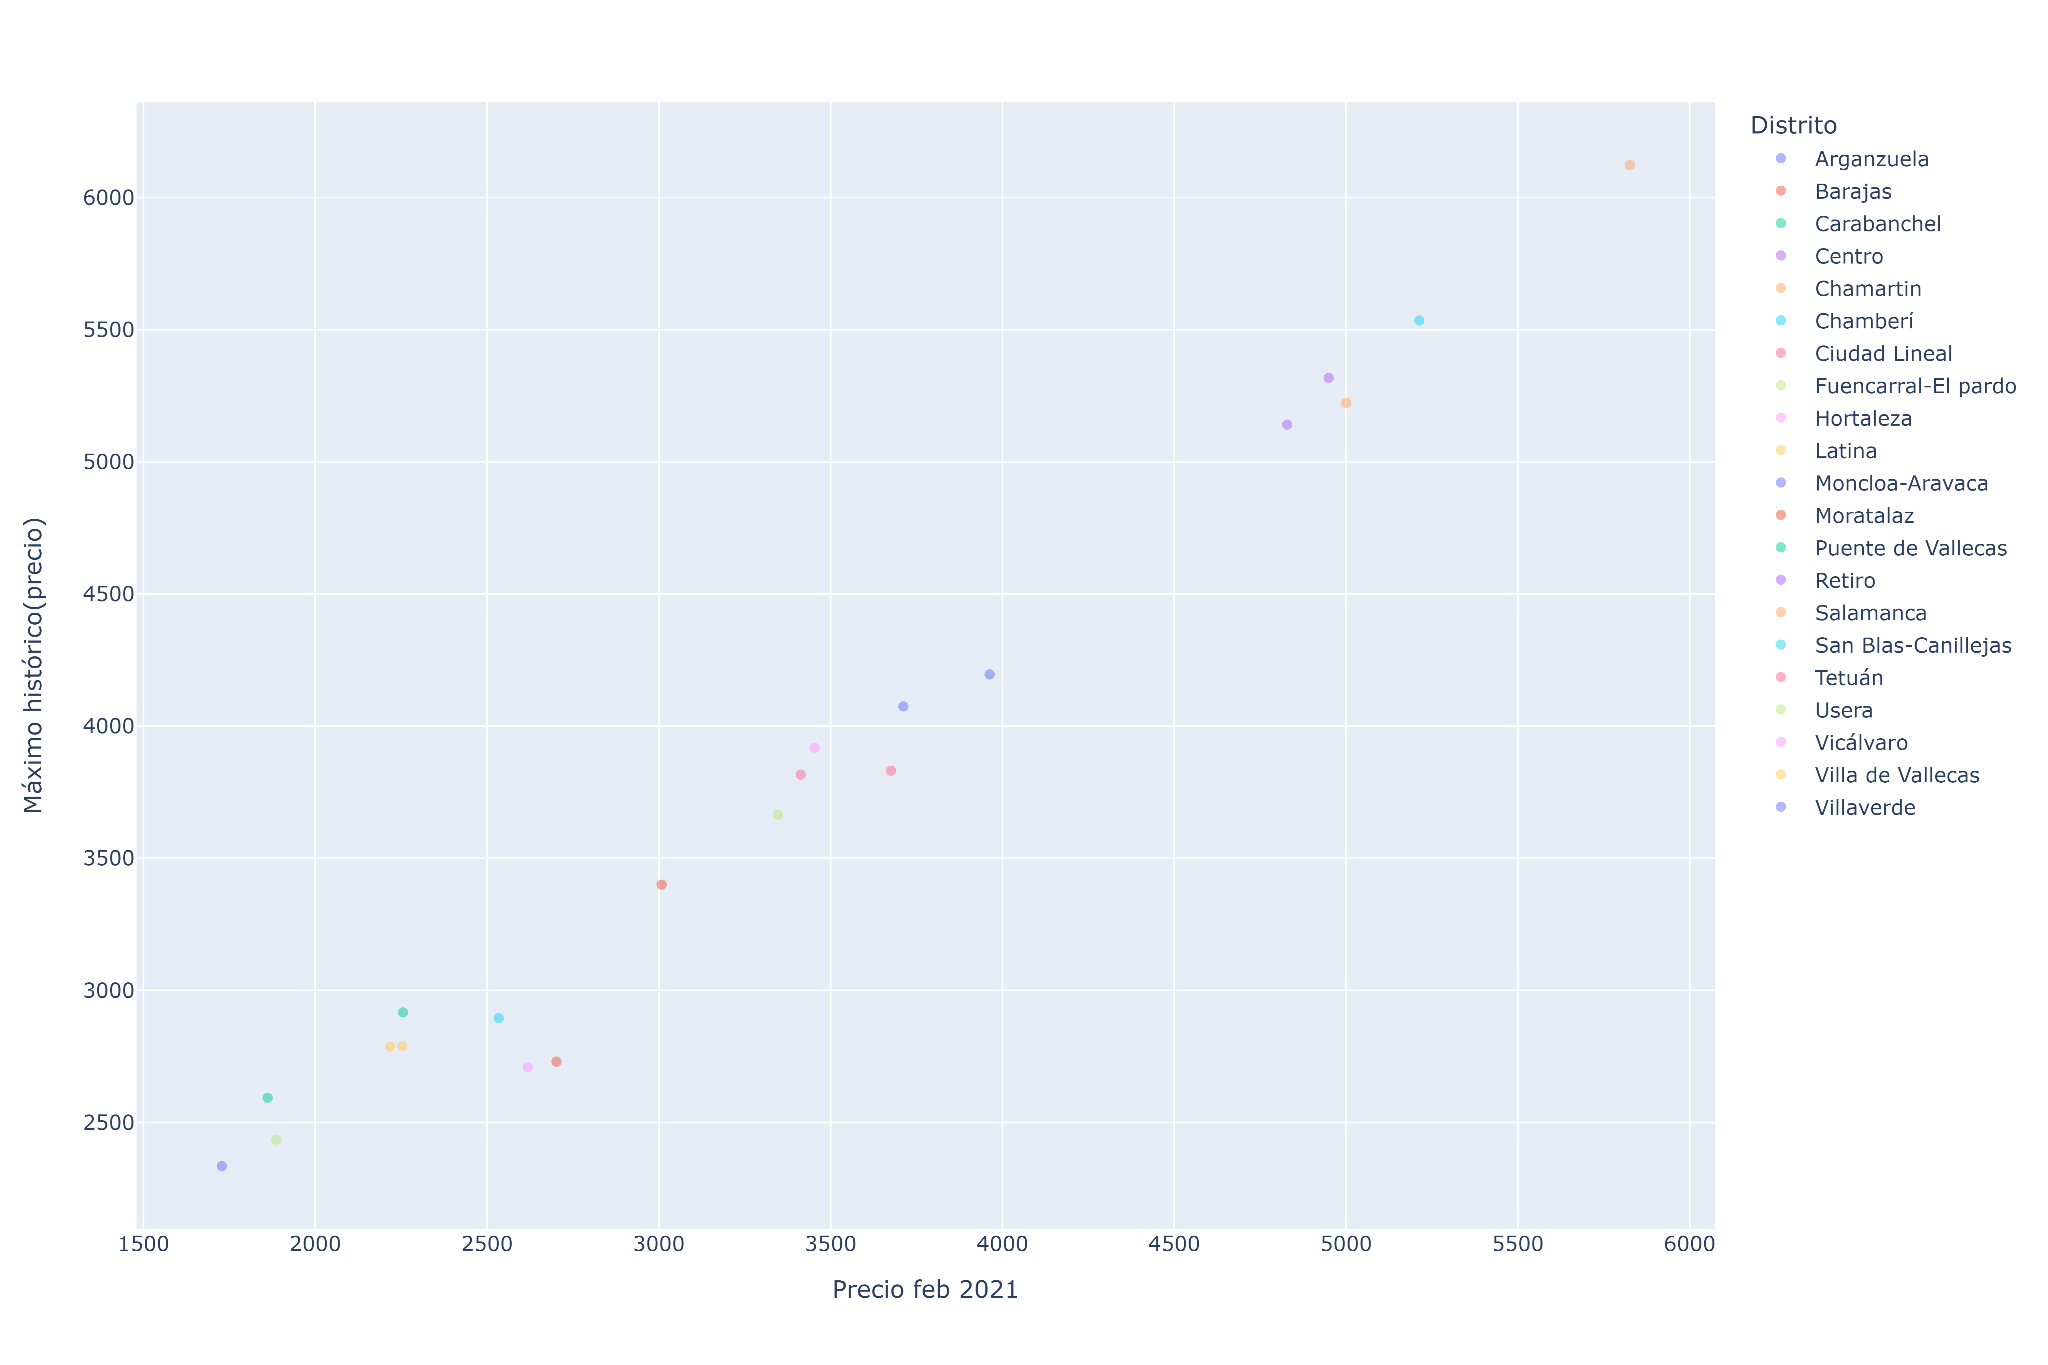 Distrito
Arganzuela
Barajas
Carabanchel
Centro
Chamartin
Chamberí
Ciudad Lineal
Fuencarral-El pardo
Hortaleza
Latina
Moncloa-Aravaca
Moratalaz
Puente de Vallecas
Retiro
Salamanca
San Blas-Canillejas
Tetuán
Usera
Vicálvaro
Villa de Vallecas
Villaverde
Máximo histórico(precio)
6000
5500
5000
4500
4000
3500
3000
2500
1500 2000 2500 3000 3500 4000 4500 5000 5500 6000
Precio feb 2021